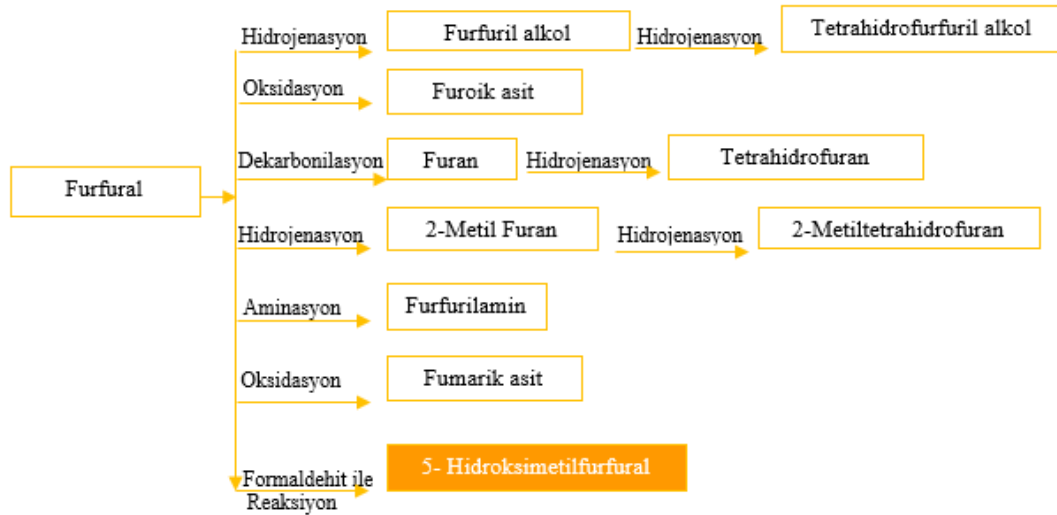 Hidrojenasyon
Furfuril alkol
Hidrojenasyon
Tetrahidrofurfuril alkol
Oksidasyon
Furoik asit
Dekarbonilasyon
Furan
Hidrojenasyon
Tetrahidrofuran
Furfural
Hidrojenasyon
2-Metil Furan
Hidrojenasyon
2-Metiltetrahidrofuran
Aminasyon
Furfurilamin
Oksidasyon
Fumarik asit
Formaldehit ile
Reaksiyon
5- Hidroksimetilfurfural